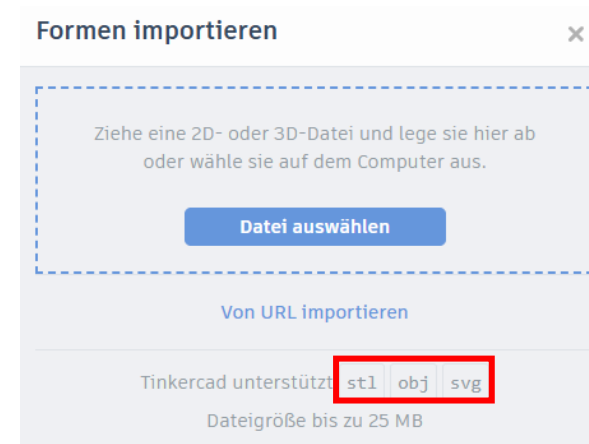 Formen importieren ×
Ziehe eine 2D- oder 3D-Datei und lege sie hier ab
oder wähle sie auf dem Computer aus.
Datei auswählen
Von URL importieren
Tinkercad unterstützt stl obj svg
Dateigröße bis zu 25 MB